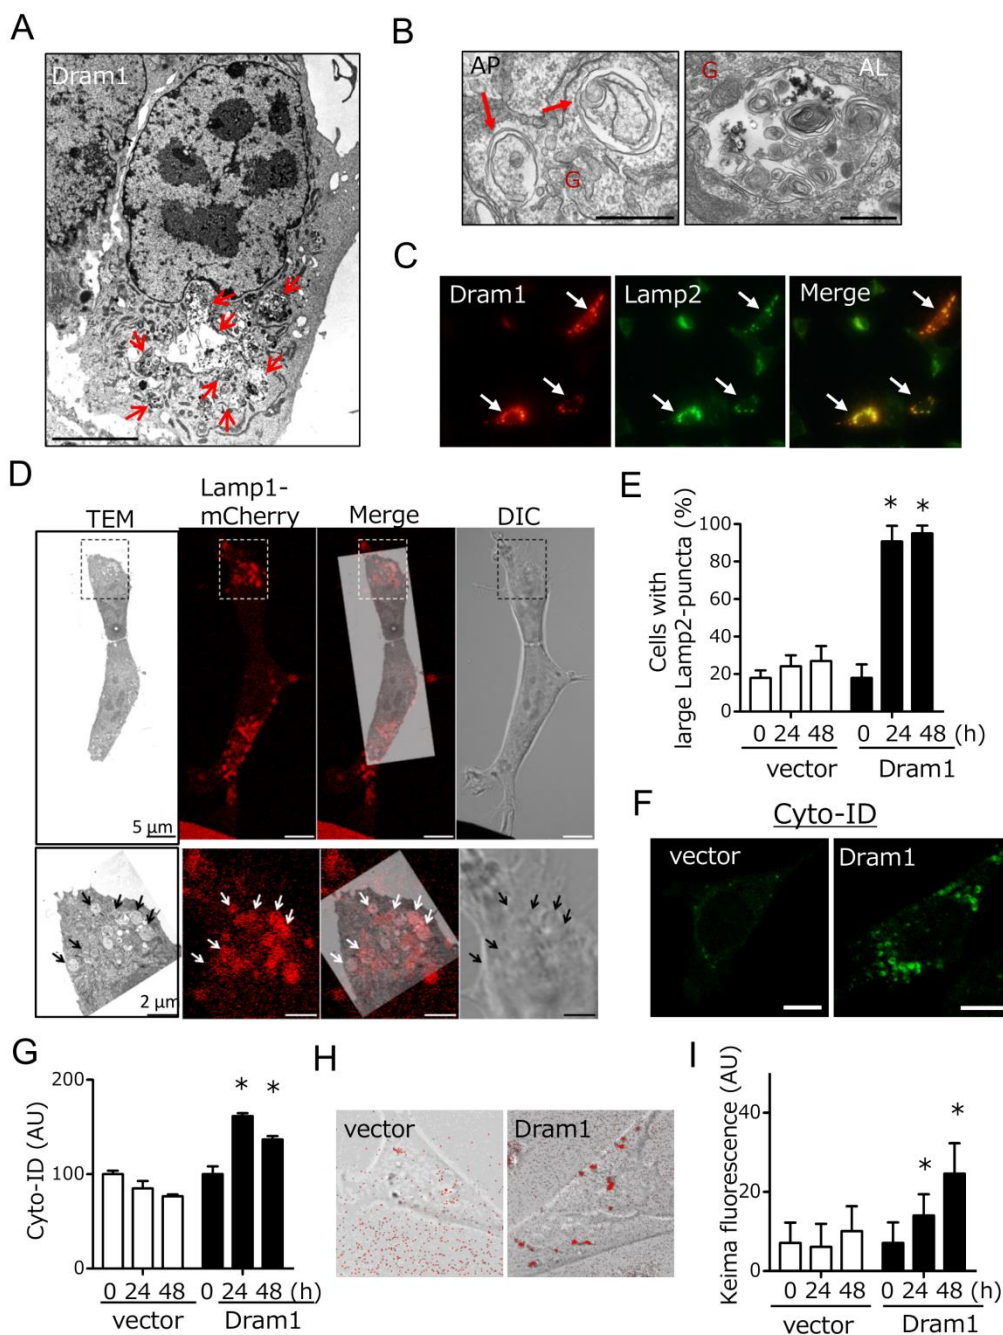 A
Dram1
B
AP
G
G
AL
C
Dram1
Lamp2
Merge
D
TEM
Lamp1-
mCherry
Merge
DIC
5 μm
2 μm
E
Cells with
large Lamp2-puncta (%)
100
80
60
40
20
0
*
*
0 24 48
0 24 48 (h)
vector
Dram1
F
Cyto-ID
vector
Dram1
G
Cyto-ID (AU)
200
100
0
*
*
0 24 48
0 24 48 (h)
vector
Dram1
H
vector
Dram1
I
Keima fluorescence (AU)
40
20
0
*
*
0 24 48
0 24 48 (h)
vector
Dram1